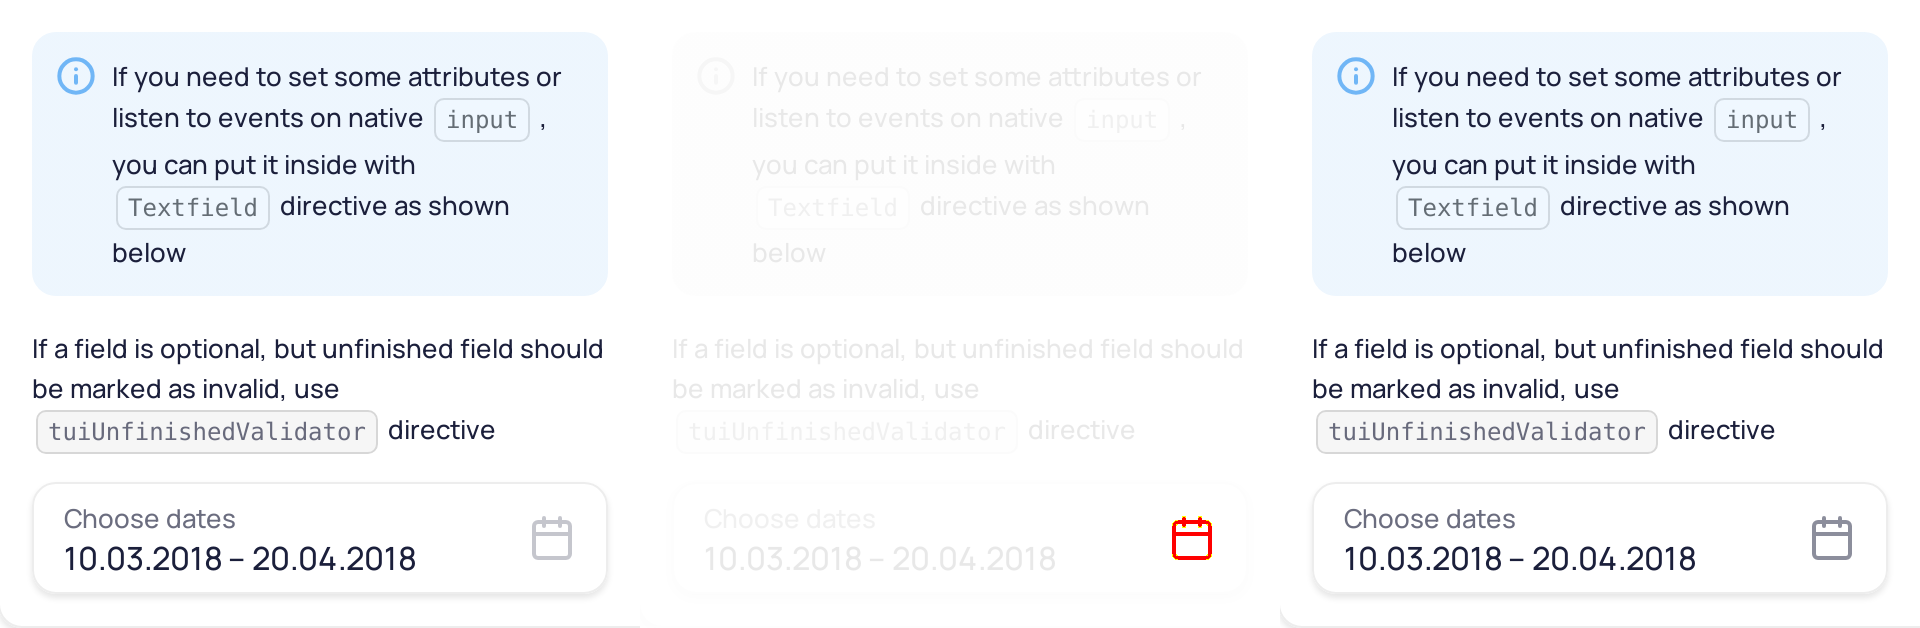 If you need to set some attributes or
listen to events on native input ,
you can put it inside with
Textfield directive as shown
below
If a field is optional, but unfinished field should
be marked as invalid, use
tuiUnfinishedValidator directive
Choose dates
10.03.2018 – 20.04.2018
If you need to set some attributes or
listen to events on native input ,
you can put it inside with
Textfield directive as shown
below
If a field is optional, but unfinished field should
be marked as invalid, use
tuiUnfinishedValidator directive
Choose dates
10.03.2018 – 20.04.2018
If you need to set some attributes or
listen to events on native input ,
you can put it inside with
Textfield directive as shown
below
If a field is optional, but unfinished field should
be marked as invalid, use
tuiUnfinishedValidator directive
Choose dates
10.03.2018 – 20.04.2018